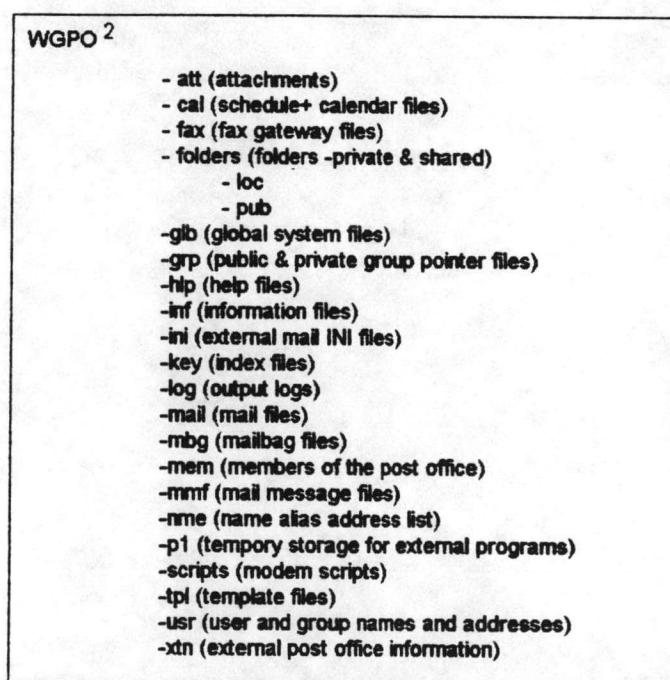 WGPO 2
- att (attachments)
- cal (schedule+ calendar files)
- fax (fax gateway files)
- folders (folders -private & shared)
- loc
- pub
-glb (global system files)
-grp (public & private group pointer files)
-hlp (help files)
-inf (information files)
-ini (external mail INI files)
-key (index files)
-log (output logs)
-mail (mail files)
-mbg (mailbag files)
-mem (members of the post office)
-mmf (mail message files)
-nme (name alias address list)
-p1 (tempory storage for external programs)
-scripts (modem scripts)
-tpl (template files)
-usr (user and group names and addresses)
-xtn (external post office information)